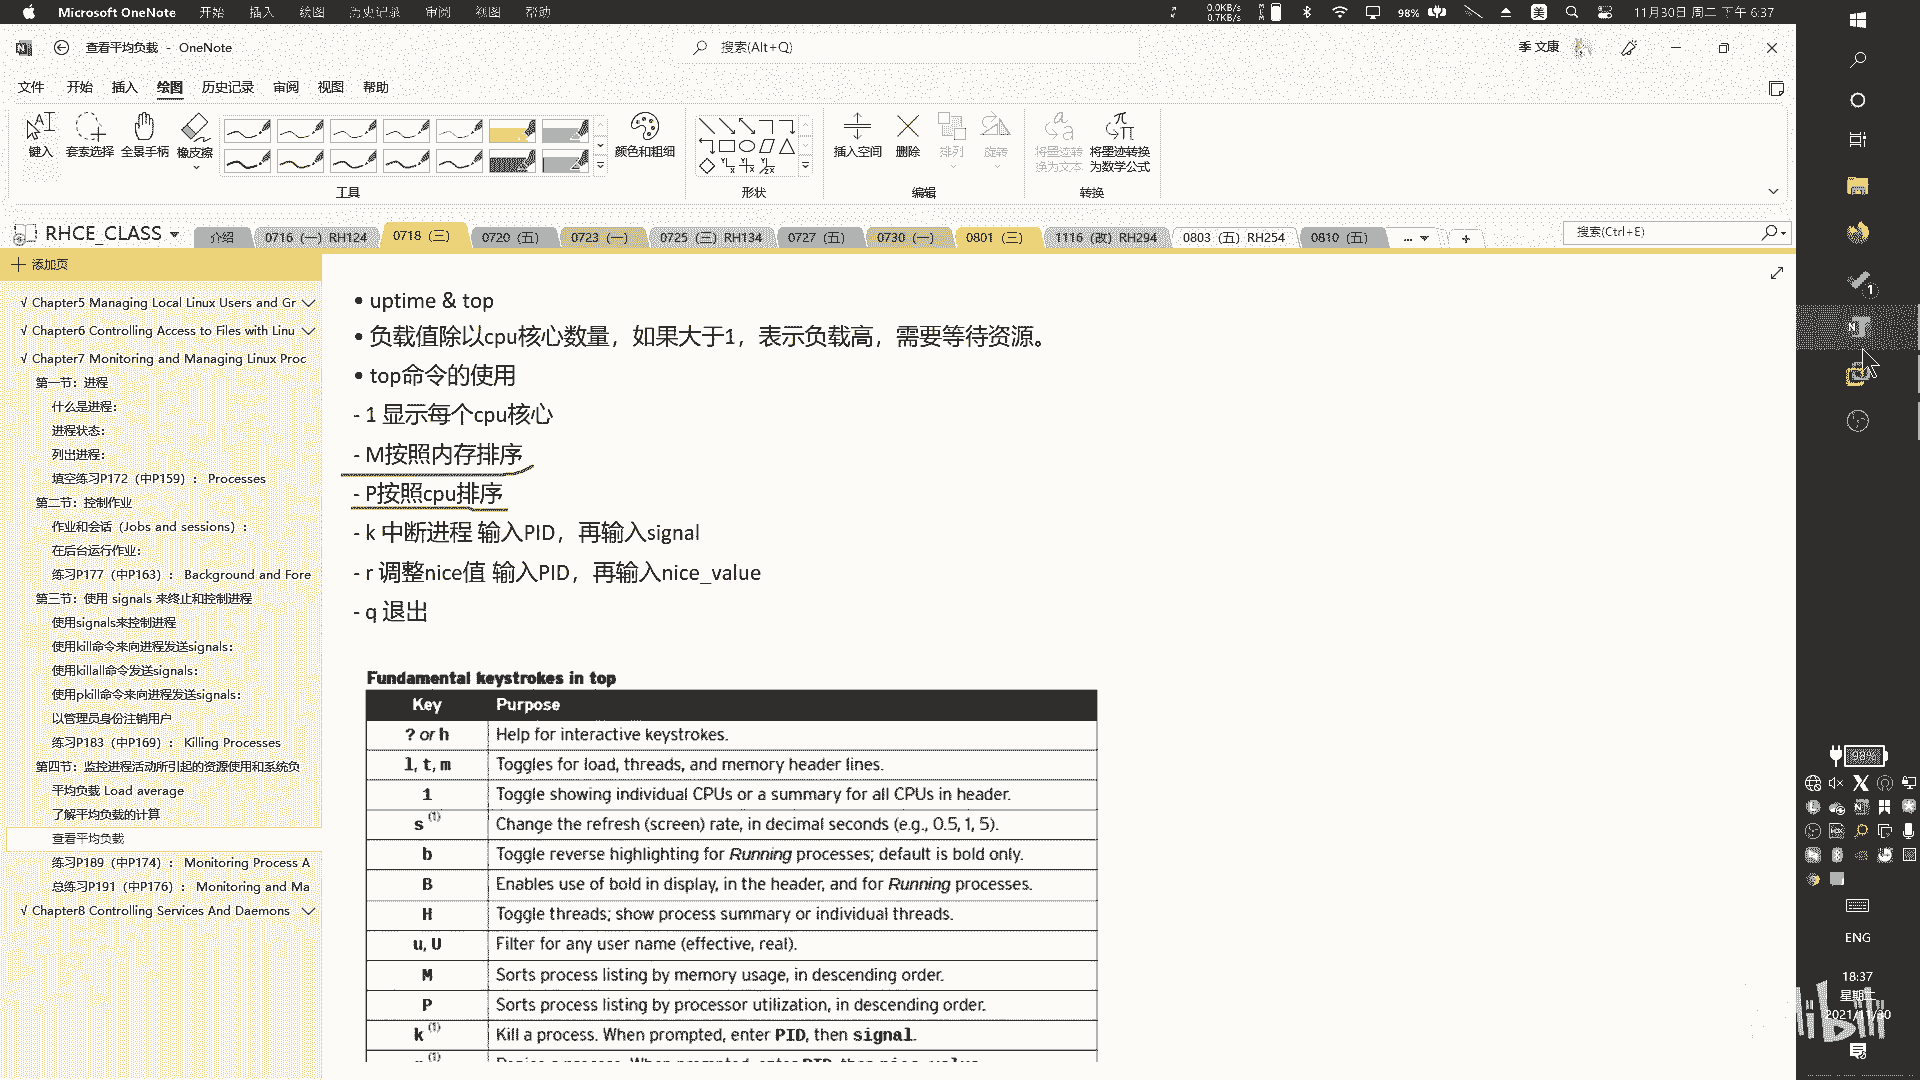 Microsoft OneNote 开始 插入 绘图 历史记录 审阅 视图 帮助 0.0KB/s 0.7KB/s 98% 美 11月30日 周二 下午 6:37
查看平均负载 - OneNote 搜索(Alt+Q) 季 文康
文件 开始 插入 绘图 历史记录 审阅 视图 帮助
键入 套索选择 全景手柄 橡皮擦 颜色和粗细 插入空间 删除 排列 旋转 将墨迹转换为文本 将墨迹转换为数学公式
工具 形状 编辑 转换
RHCE_CLASS 介绍 0716 (一) RH124 0718 (三) 0720 (五) 0723 (一) 0725 (三) RH134 0727 (五) 0730 (一) 0801 (三) 1116 (改) RH294 0803 (五) RH254 0810 (五) ... + 搜索(Ctrl+E)
添加页
√ Chapter5 Managing Local Linux Users and Gr
√ Chapter6 Controlling Access to Files with Linu
√ Chapter7 Monitoring and Managing Linux Proc
第一节：进程
什么是进程：
进程状态：
列出进程：
填空练习P172（中P159）： Processes
第二节：控制作业
作业和会话（Jobs and sessions）：
在后台运行作业：
练习P177（中P163）： Background and Fore
第三节：使用 signals 来终止和控制进程
使用signals来控制进程
使用kill命令来向进程发送signals：
使用killall命令发送signals：
使用pkill命令来向进程发送signals：
以管理员身份注销用户
练习P183（中P169）： Killing Processes
第四节：监控进程活动所引起的资源使用和系统负
平均负载 Load average
了解平均负载的计算
查看平均负载
练习P189（中P174）： Monitoring Process A
总练习P191（中P176）： Monitoring and Ma
√ Chapter8 Controlling Services And Daemons
• uptime & top
• 负载值除以cpu核心数量，如果大于1，表示负载高，需要等待资源。
• top命令的使用
- 1 显示每个cpu核心
- M按照内存排序
- P按照cpu排序
- k 中断进程 输入PID，再输入signal
- r 调整nice值 输入PID，再输入nice_value
- q 退出
Fundamental keystrokes in top
Key Purpose
? or h Help for interactive keystrokes.
l, t, m Toggles for load, threads, and memory header lines.
1 Toggle showing individual CPUs or a summary for all CPUs in header.
s (1) Change the refresh (screen) rate, in decimal seconds (e.g., 0.5, 1, 5).
b Toggle reverse highlighting for Running processes; default is bold only.
B Enables use of bold in display, in the header, and for Running processes.
H Toggle threads; show process summary or individual threads.
u, U Filter for any user name (effective, real).
M Sorts process listing by memory usage, in descending order.
P Sorts process listing by processor utilization, in descending order.
k (1) Kill a process. When prompted, enter PID, then signal.
1
98%
ENG
18:37
星期二
2021/11/30